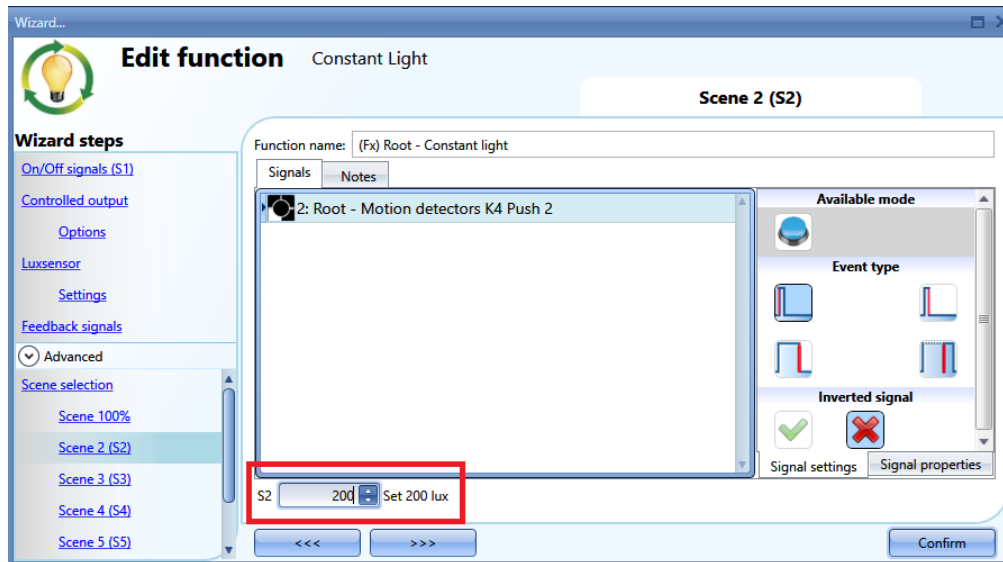 Wizard...
Edit function Constant Light
Scene 2 (S2)
Wizard steps
On/Off signals (S1)
Controlled output
Options
Luxsensor
Settings
Feedback signals
Advanced
Scene selection
Scene 100%
Scene 2 (S2)
Scene 3 (S3)
Scene 4 (S4)
Scene 5 (S5)
Function name: (Fx) Root - Constant light
Signals Notes
2: Root - Motion detectors K4 Push 2
Available mode
Event type
Inverted signal
Signal settings Signal properties
S2 200 Set 200 lux
<<< >>> Confirm